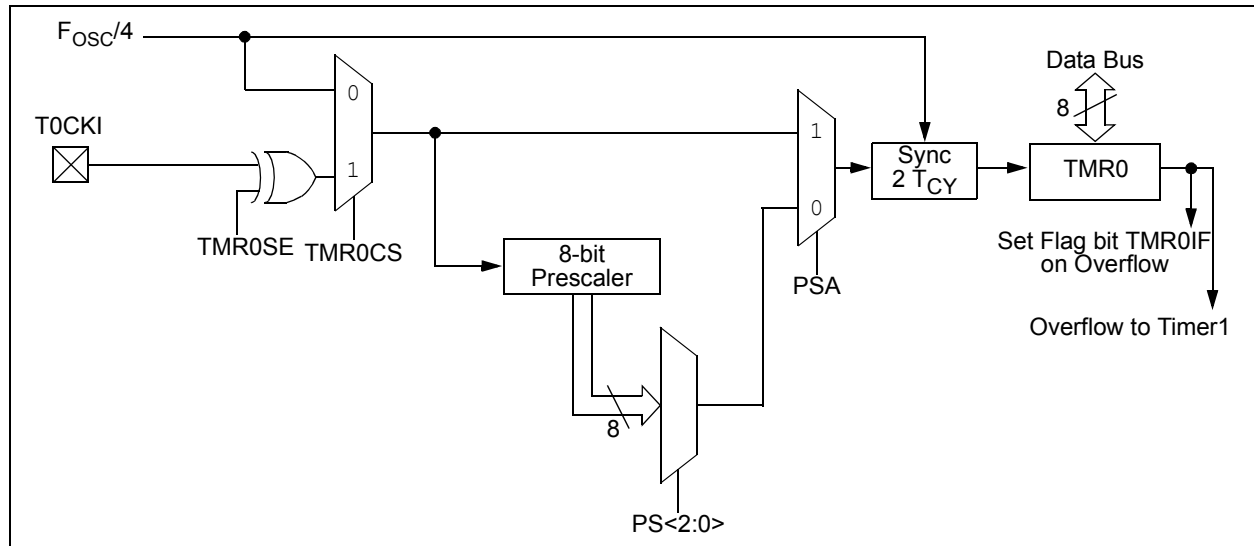 FOSC/4
Data Bus
8
T0CKI
0
1
1
0
Sync
2 TCY
TMR0
TMR0SE
TMR0CS
8-bit
Prescaler
PSA
Set Flag bit TMR0IF
on Overflow
Overflow to Timer1
8
PS<2:0>